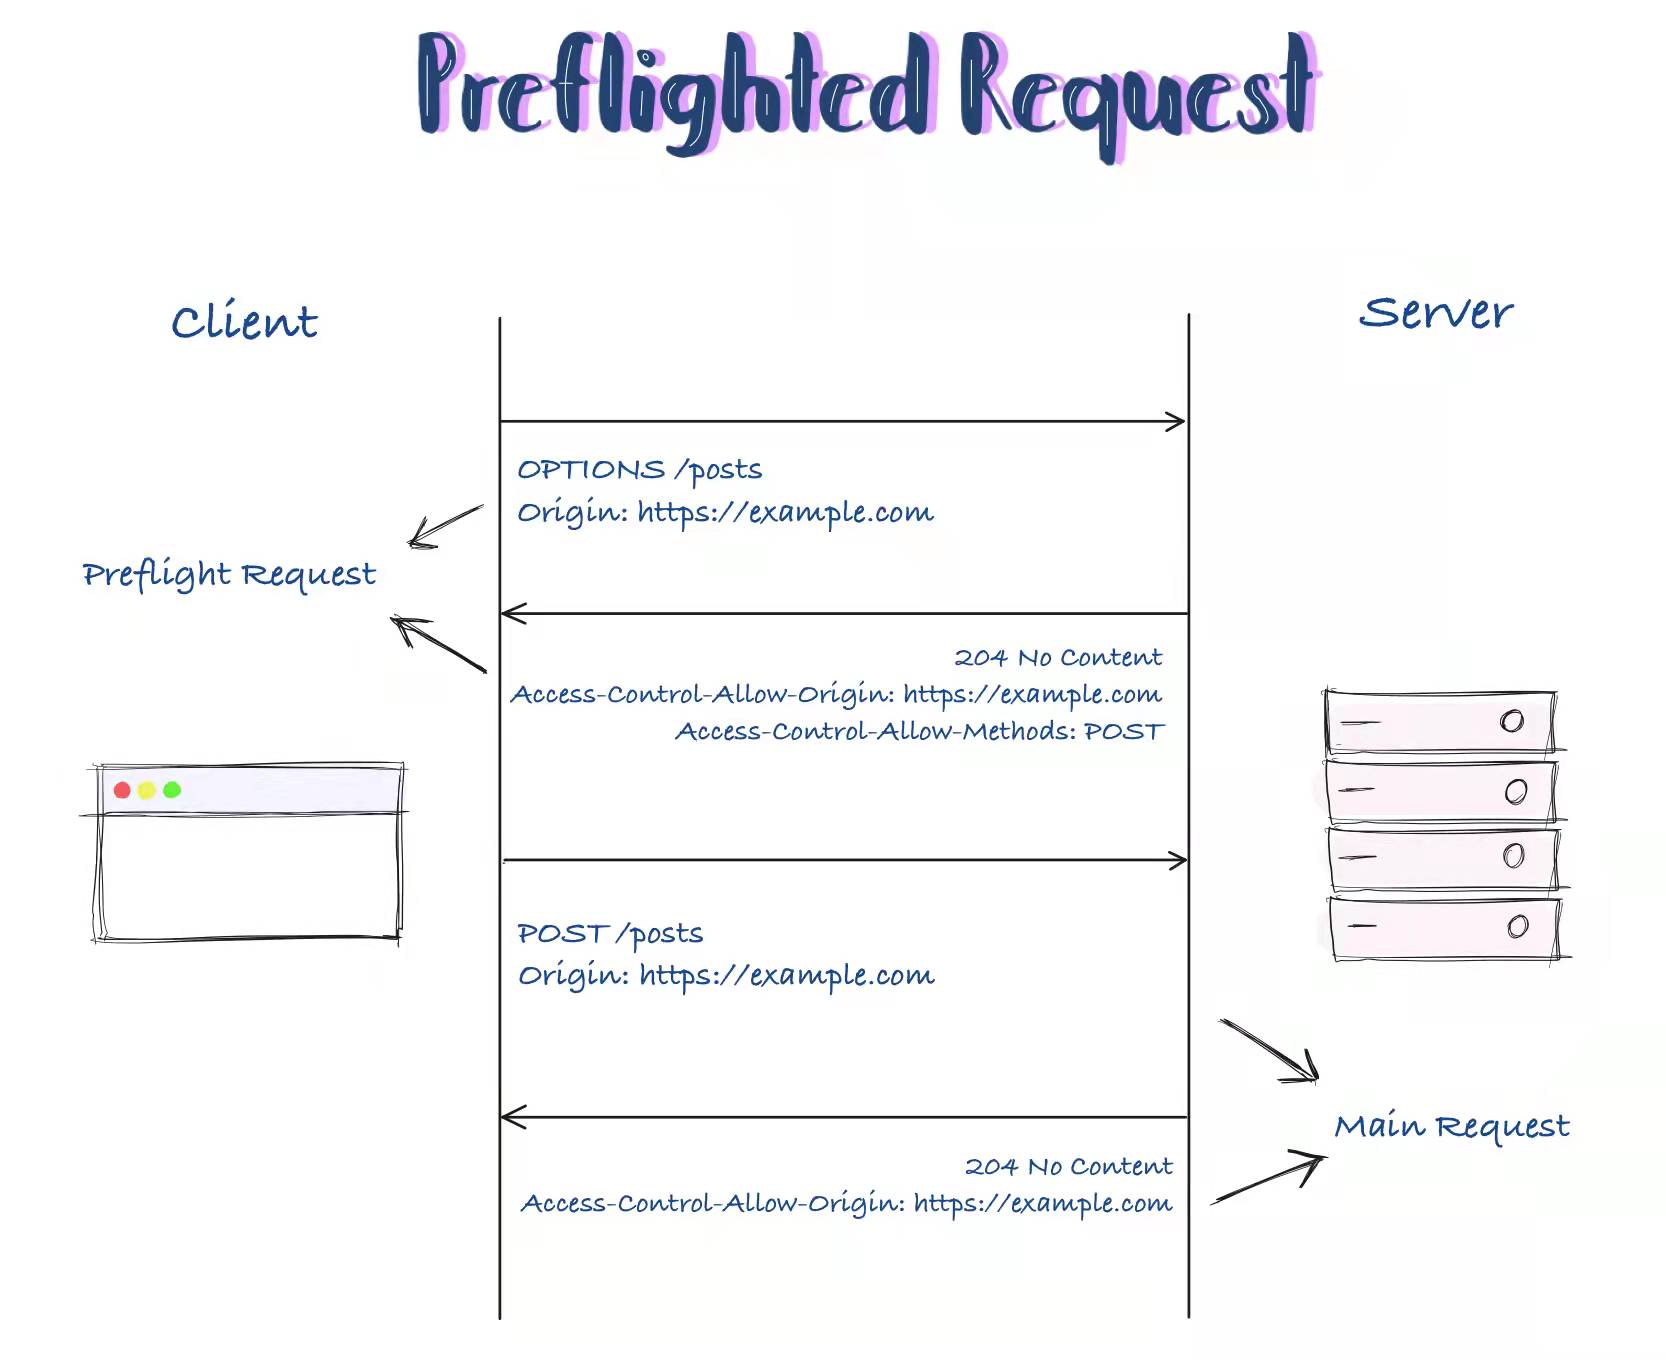 Preflighted Request
Client
Server
OPTIONS /posts
Origin: https://example.com
Preflight Request
204 No Content
Access-Control-Allow-Origin: https://example.com
Access-Control-Allow-Methods: POST
POST /posts
Origin: https://example.com
Main Request
204 No Content
Access-Control-Allow-Origin: https://example.com